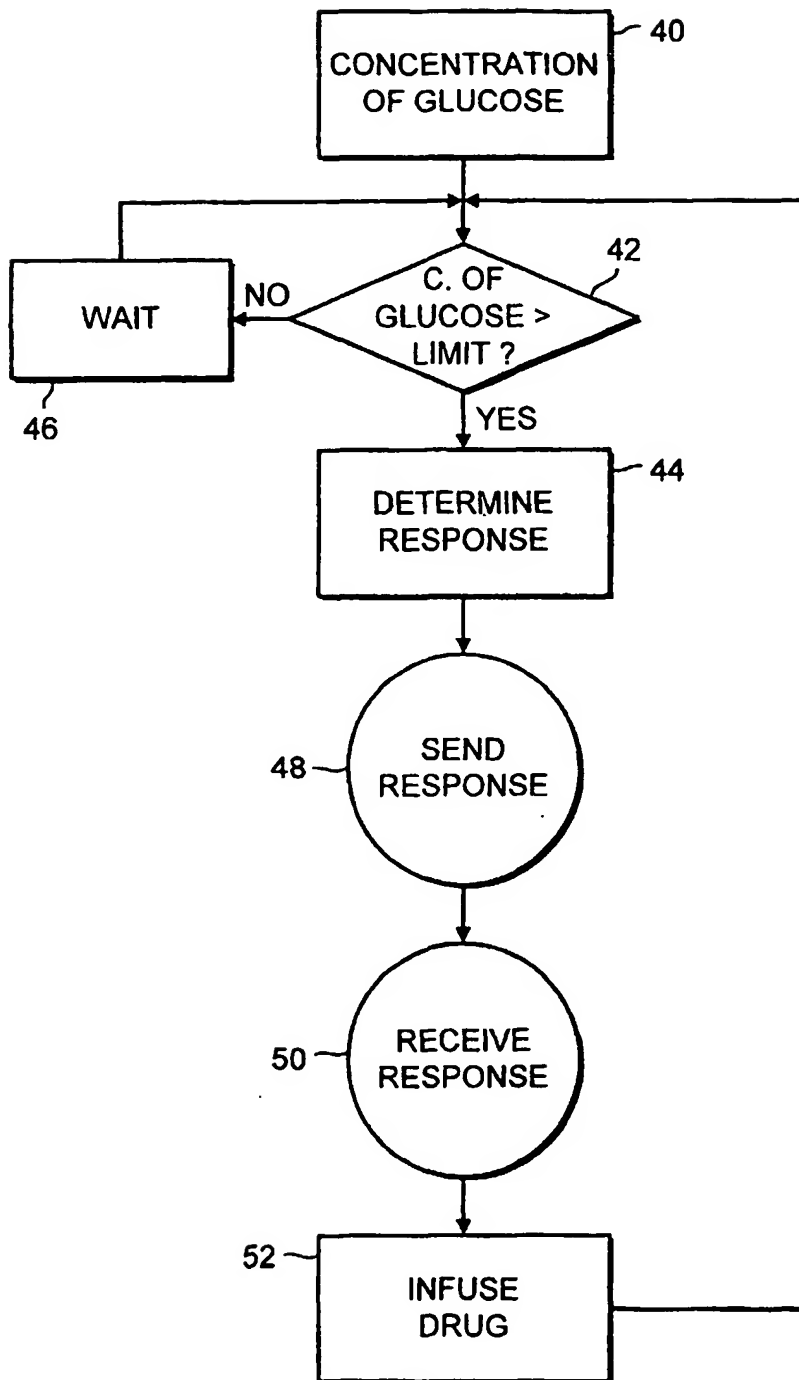 40
CONCENTRATION
OF GLUCOSE
42
C. OF
GLUCOSE >
LIMIT ?
NO
WAIT
46
YES
44
DETERMINE
RESPONSE
48
SEND
RESPONSE
50
RECEIVE
RESPONSE
52
INFUSE
DRUG